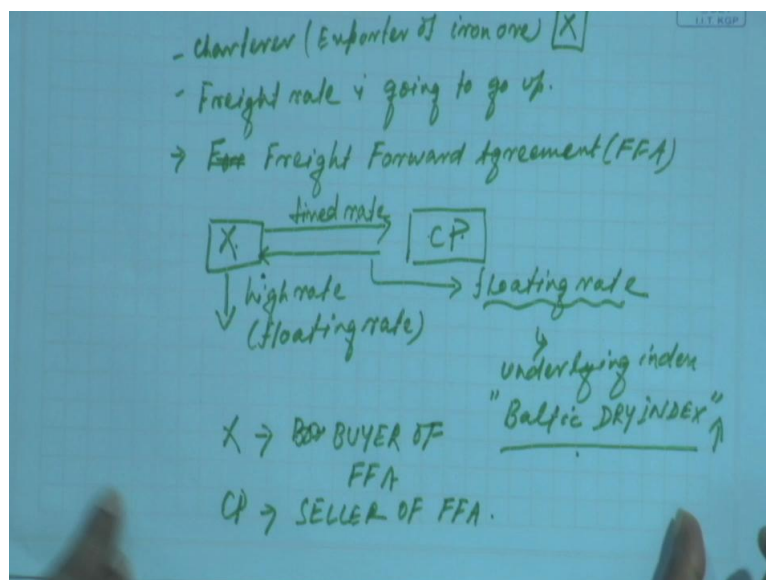 I.I.T KGP
- Charterer (Exporter of iron ore) X
- Freight rate is going to go up.
→ Freight Forward Agreement (FFA)
fixed rate
X. CP.
high rate
(floating rate)
→ floating rate
underlying index
"Baltic DRY INDEX" ↑
X → BUYER OF
FFA
CP → SELLER OF FFA.